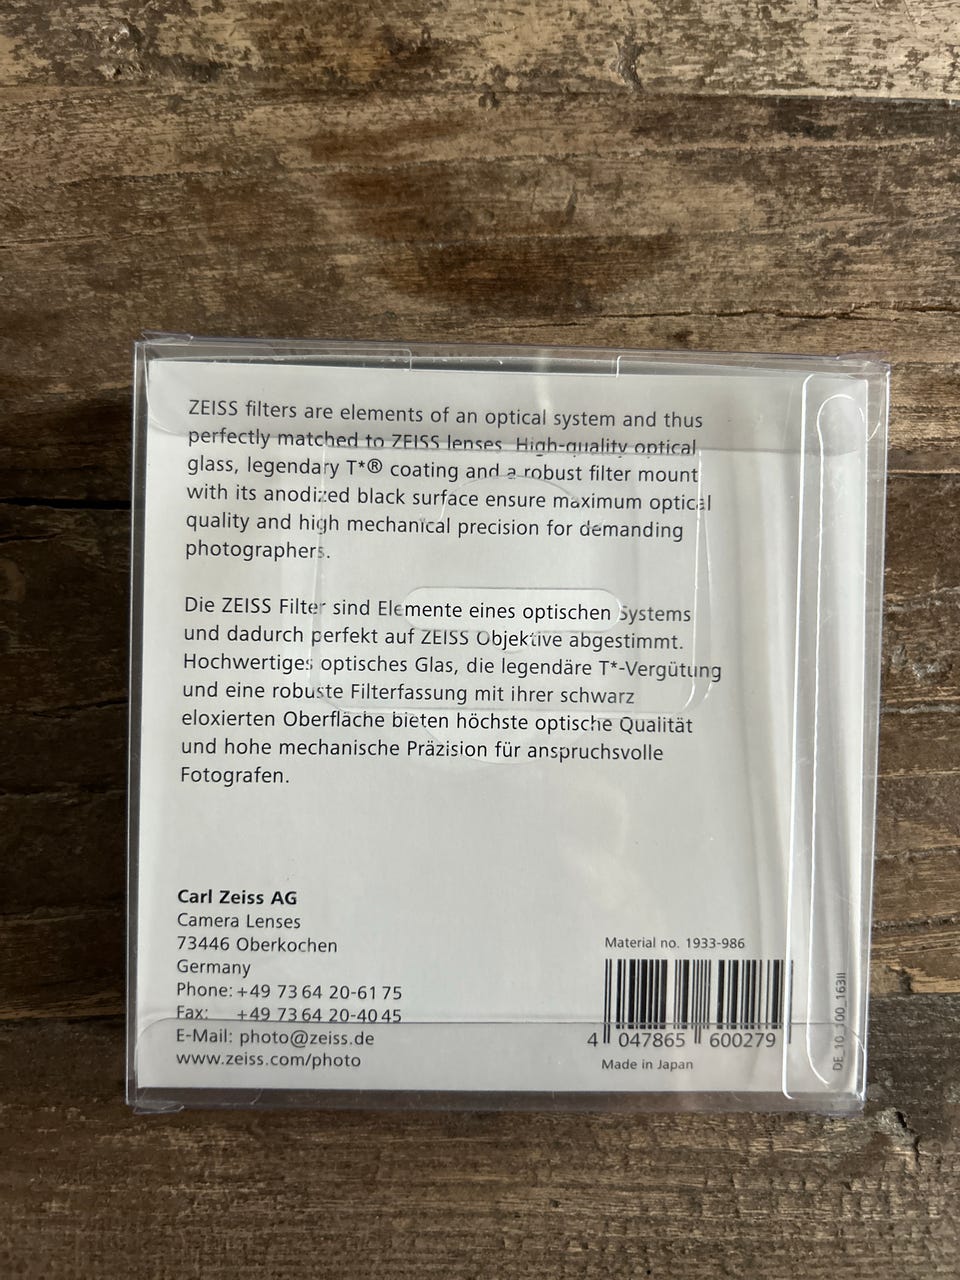 ZEISS filters are elements of an optical system and thus
perfectly matched to ZEISS lenses. High-quality optical
glass, legendary T*® coating and a robust filter mount
with its anodized black surface ensure maximum optical
quality and high mechanical precision for demanding
photographers.
Die ZEISS Filter sind Elemente eines optischen Systems
und dadurch perfekt auf ZEISS Objektive abgestimmt.
Hochwertiges optisches Glas, die legendäre T*-Vergütung
und eine robuste Filterfassung mit ihrer schwarz
eloxierten Oberfläche bieten höchste optische Qualität
und hohe mechanische Präzision für anspruchsvolle
Fotografen.
Carl Zeiss AG
Camera Lenses
73446 Oberkochen
Germany
Phone: +49 73 64 20-61 75
Fax: +49 73 64 20-40 45
E-Mail: photo@zeiss.de
www.zeiss.com/photo
Material no. 1933-986
4 047865 600279
Made in Japan
DE_10_100_163II